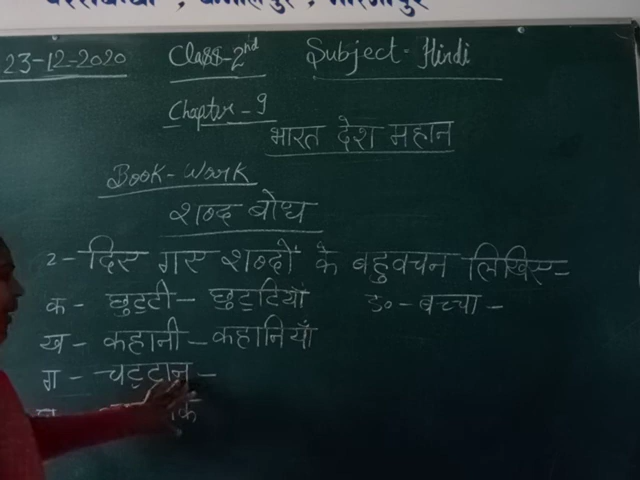 23-12-2020 Class-2nd Subject-Hindi
Chapter-9
भारत देश महान
Book-Work
शब्द बोध
2- दिए गए शब्दों के बहुवचन लिखिए-
क- छुट्टी- छुट्टियाँ ड०- बच्चा-
ख- कहानी- कहानियाँ
ग- चट्टान-